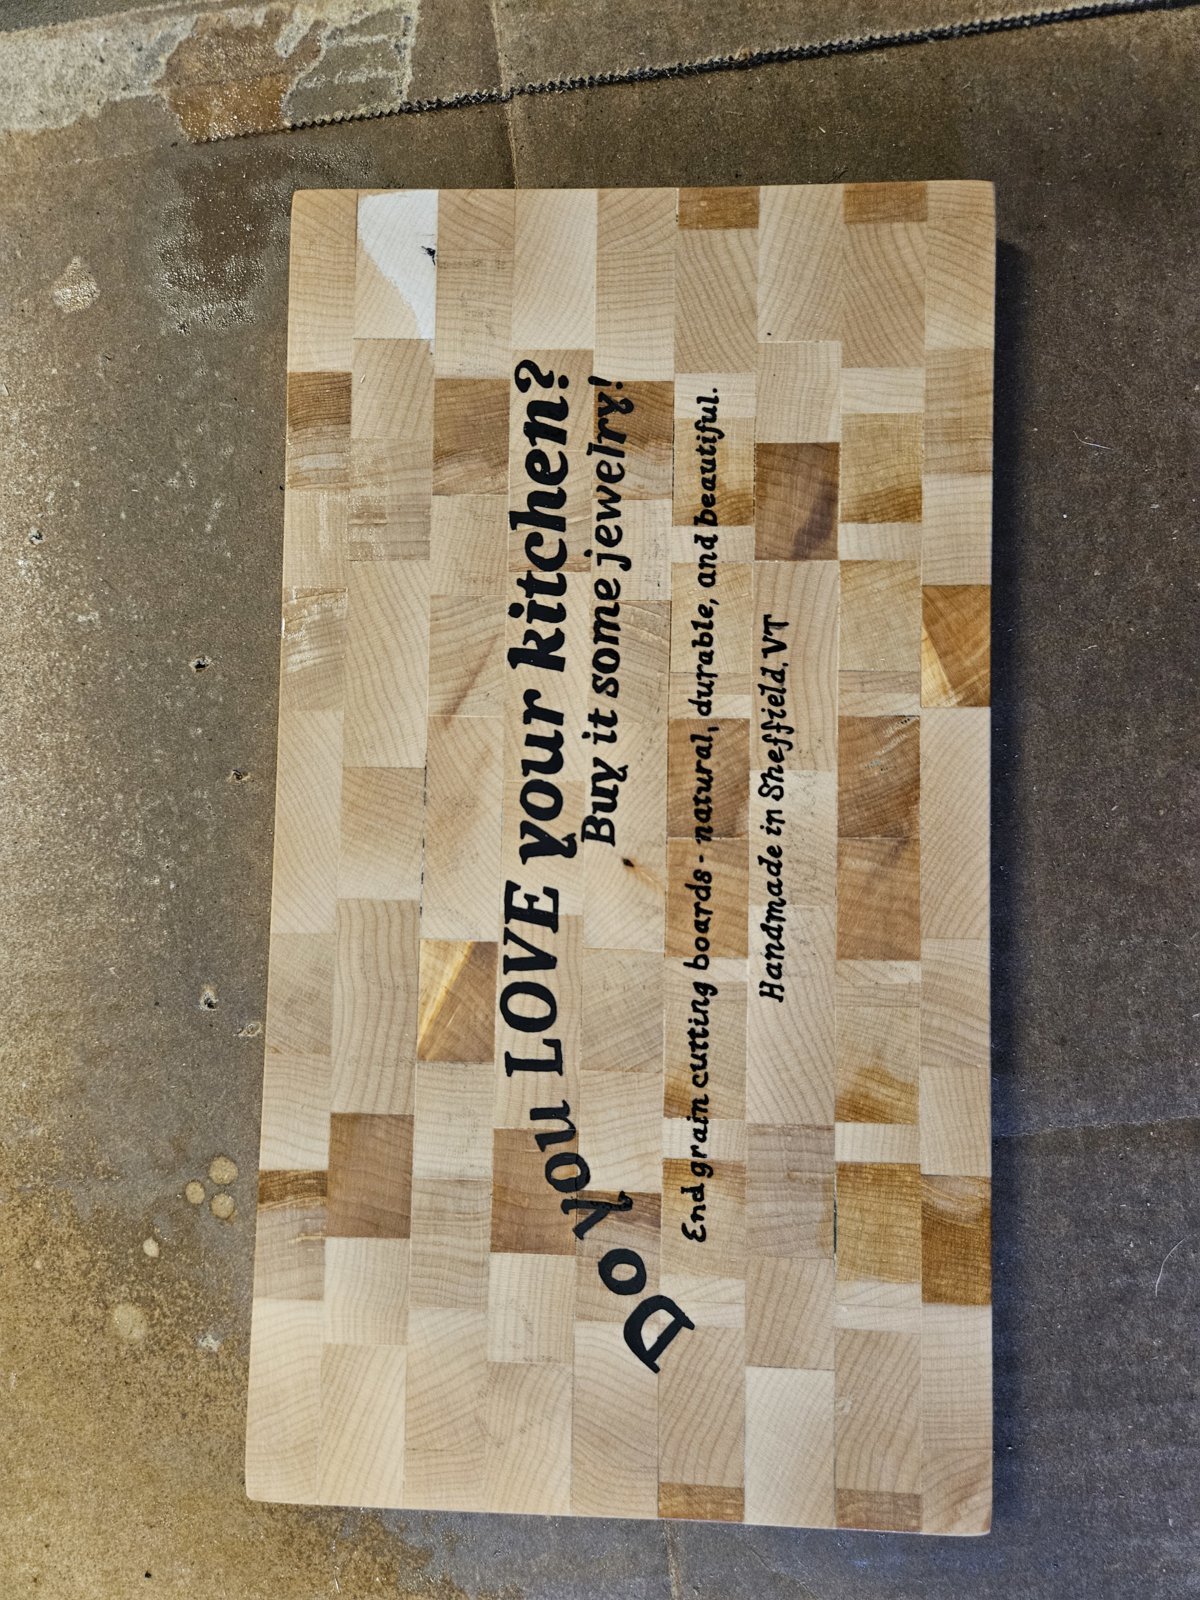 Do you LOVE your kitchen?
Buy it some jewelry!
End grain cutting boards - natural, durable, and beautiful.
Handmade in Sheffield, VT